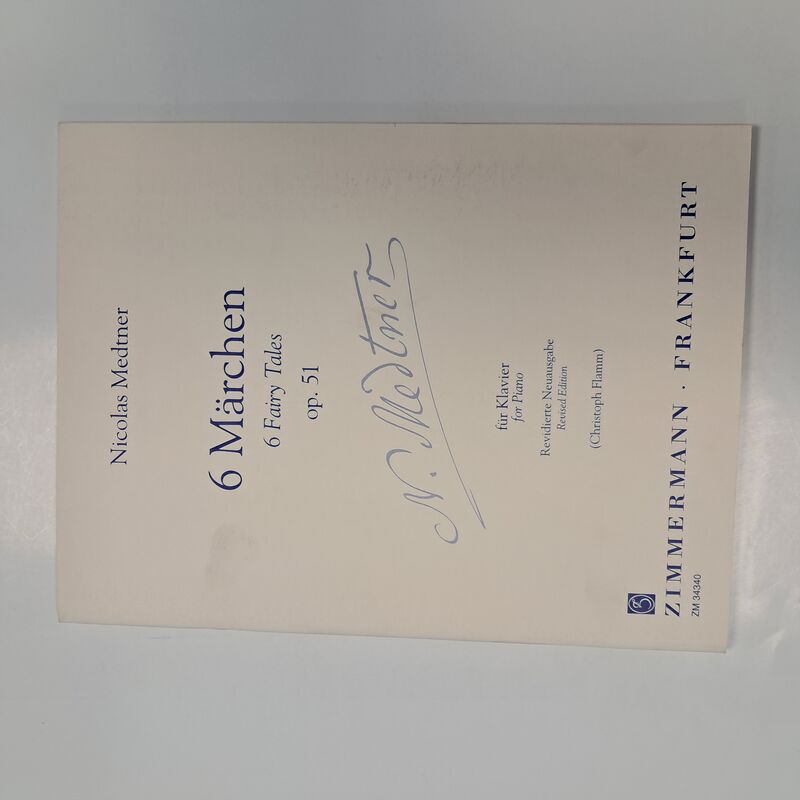 Nicolas Medtner
6 Märchen
6 Fairy Tales
op. 51
N. Medtner
für Klavier
for Piano
Revidierte Neuausgabe
Revised Edition
(Christoph Flamm)
ZIMMERMANN · FRANKFURT
ZM 34340